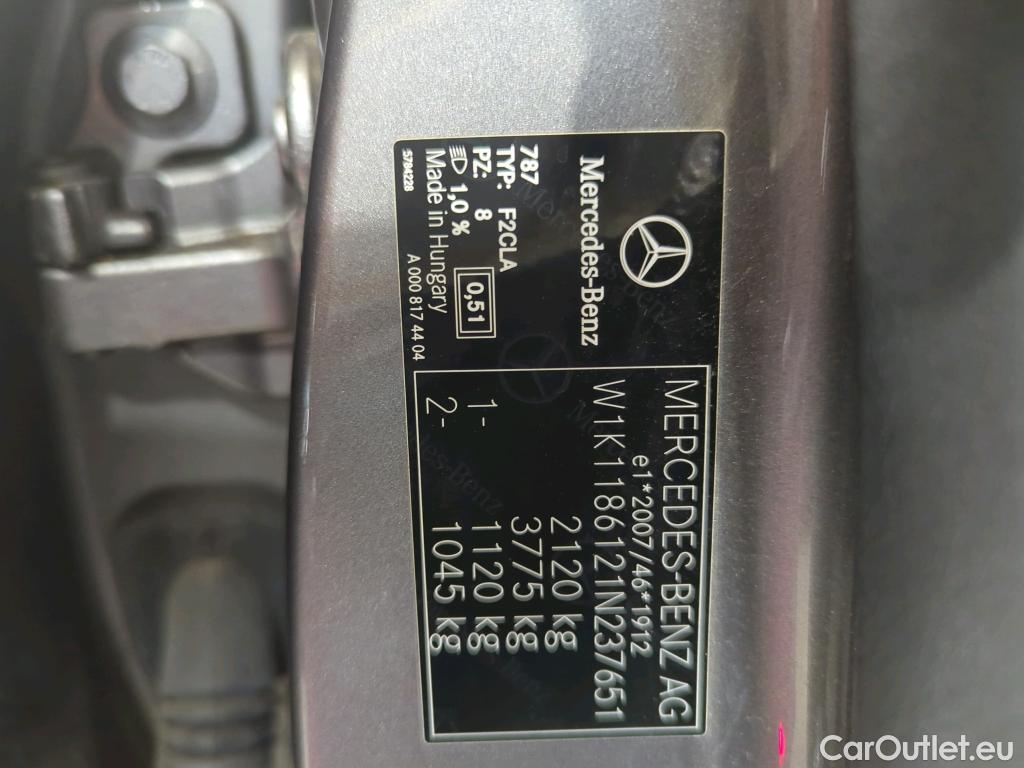 Mercedes-Benz
787
TYP: F2CLA
PZ: 8
1,0 %
0,51
Made in Hungary
3784228 A 000 817 44 04
MERCEDES-BENZ AG
e1*2007/46*1912
W1K1186121N237651
2120 kg
3775 kg
1- 1120 kg
2- 1045 kg
CarOutlet.eu